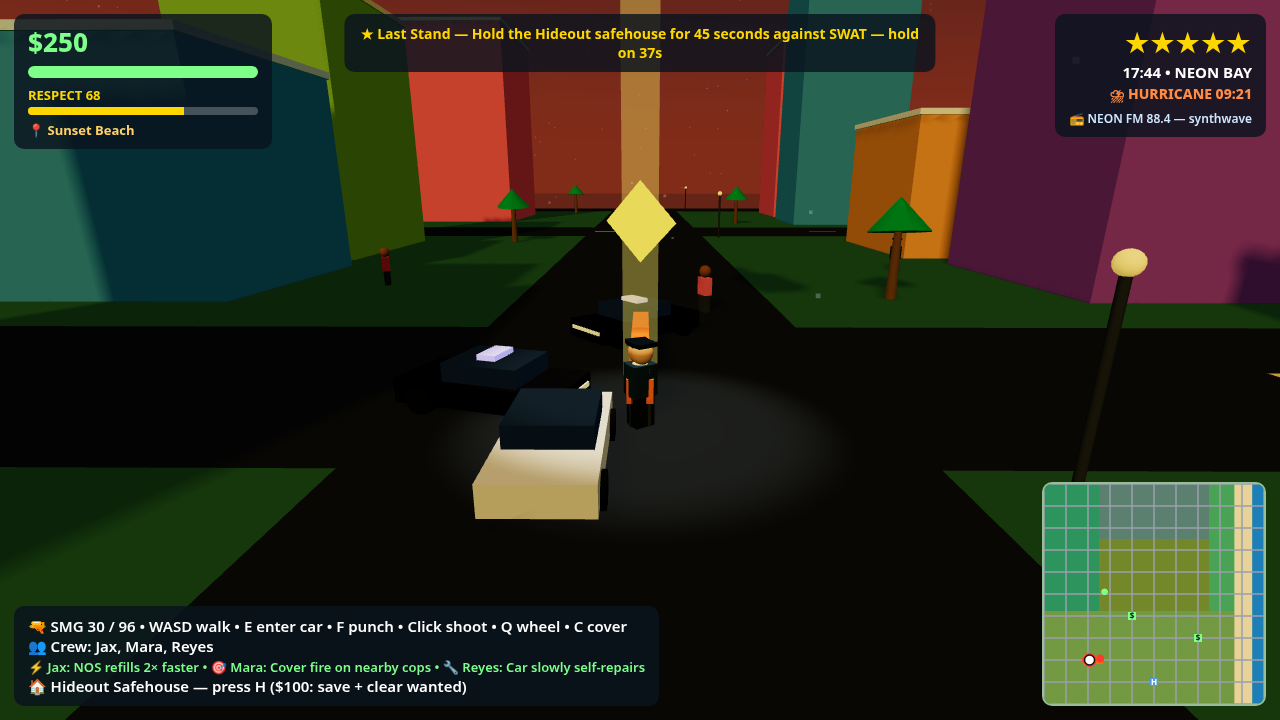 $250
RESPECT 68
📍 Sunset Beach
★ Last Stand — Hold the Hideout safehouse for 45 seconds against SWAT — hold
on 37s
★★★★★
17:44 • NEON BAY
⛈ HURRICANE 09:21
📻 NEON FM 88.4 — synthwave
🔫 SMG 30 / 96 • WASD walk • E enter car • F punch • Click shoot • Q wheel • C cover
👥 Crew: Jax, Mara, Reyes
⚡ Jax: NOS refills 2× faster • 🎯 Mara: Cover fire on nearby cops • 🔧 Reyes: Car slowly self-repairs
🏠 Hideout Safehouse — press H ($100: save + clear wanted)
$
$
H